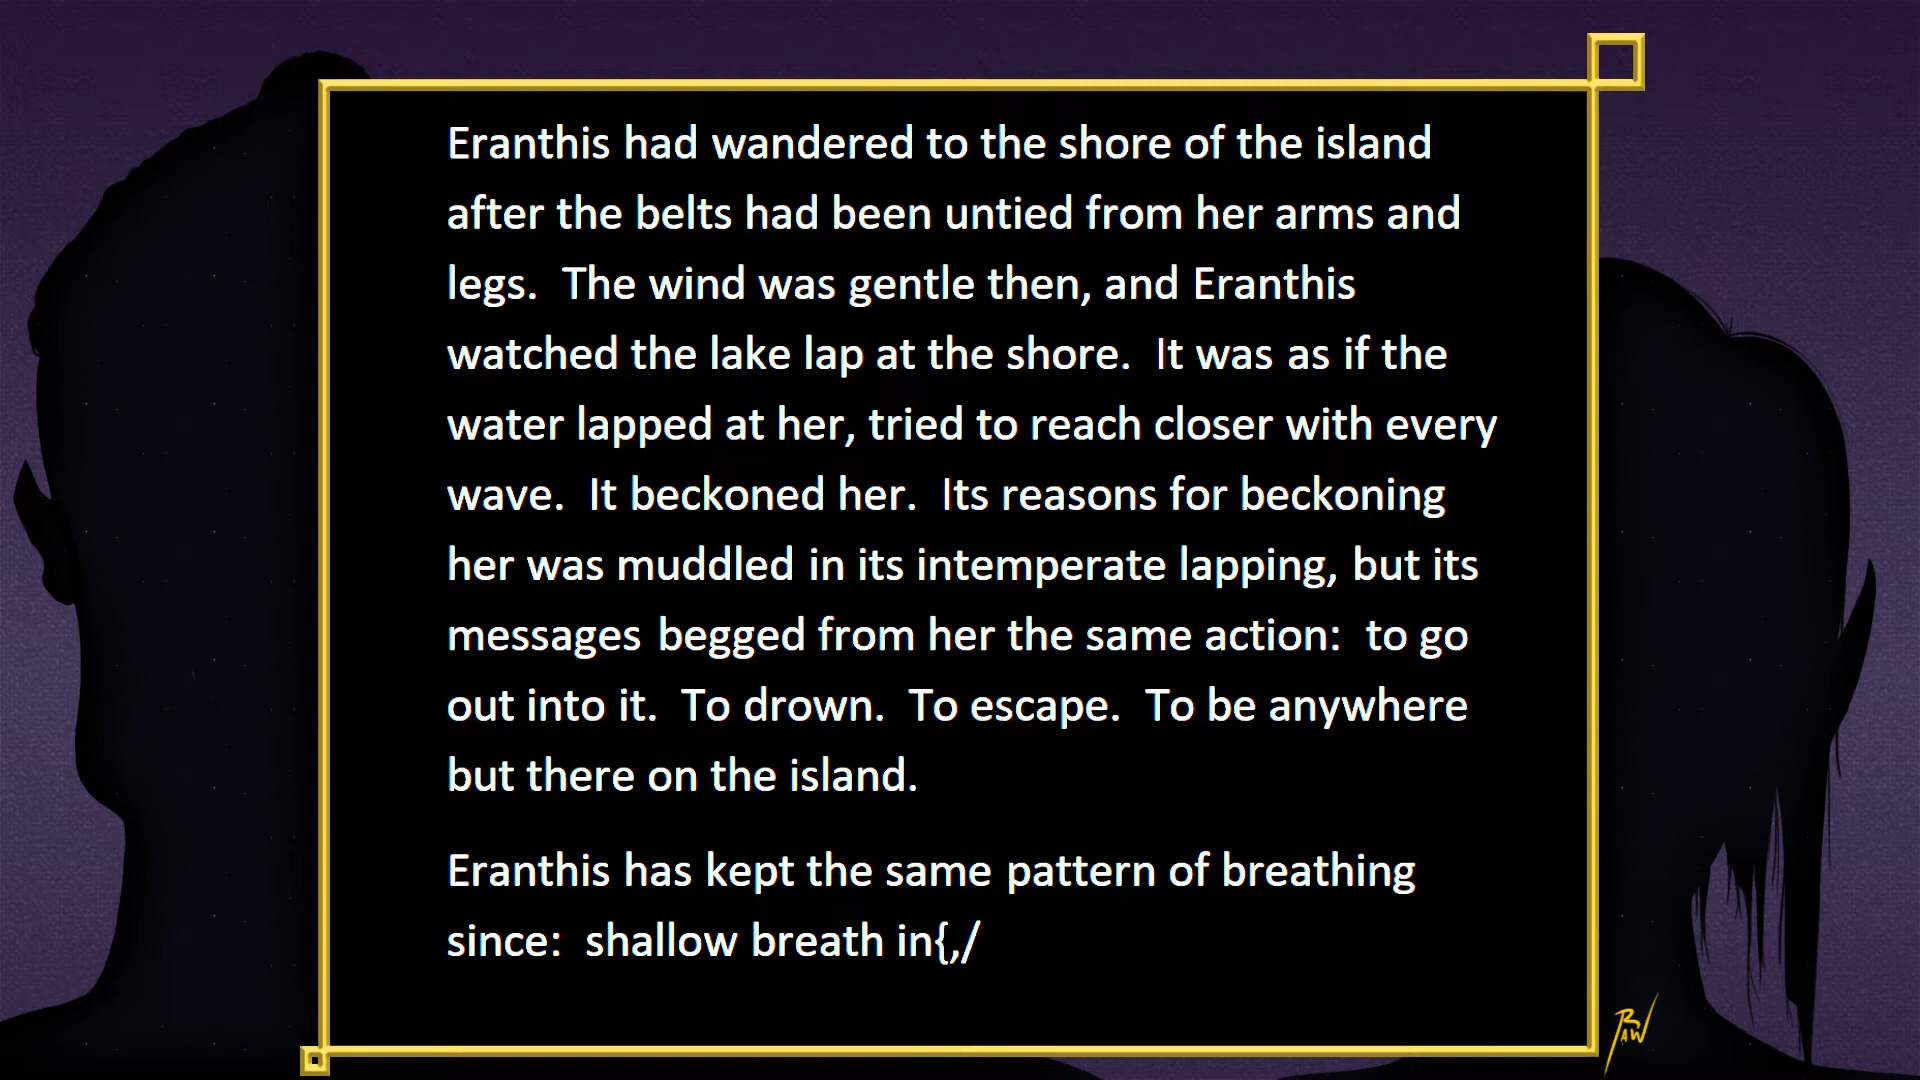 Eranthis had wandered to the shore of the island
after the belts had been untied from her arms and
legs.  The wind was gentle then, and Eranthis
watched the lake lap at the shore.  It was as if the
water lapped at her, tried to reach closer with every
wave.  It beckoned her.  Its reasons for beckoning
her was muddled in its intemperate lapping, but its
messages begged from her the same action:  to go
out into it.  To drown.  To escape.  To be anywhere
but there on the island.
Eranthis has kept the same pattern of breathing
since:  shallow breath in{,/
RAW